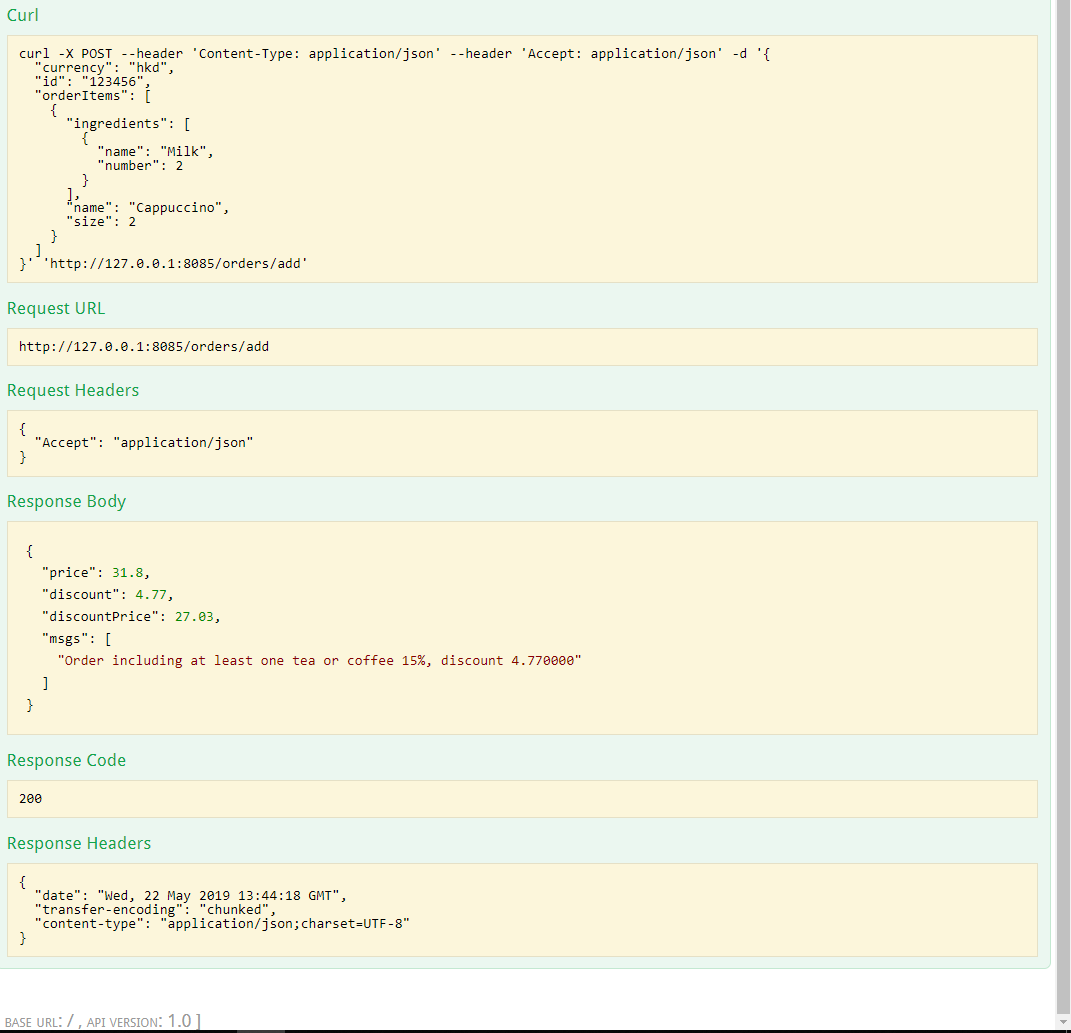 Curl
curl -X POST --header 'Content-Type: application/json' --header 'Accept: application/json' -d '{
  "currency": "hkd",
  "id": "123456",
  "orderItems": [
    {
      "ingredients": [
        {
          "name": "Milk",
          "number": 2
        }
      ],
      "name": "Cappuccino",
      "size": 2
    }
  ]
}' 'http://127.0.0.1:8085/orders/add'
Request URL
http://127.0.0.1:8085/orders/add
Request Headers
{
  "Accept": "application/json"
}
Response Body
{
  "price": 31.8,
  "discount": 4.77,
  "discountPrice": 27.03,
  "msgs": [
    "Order including at least one tea or coffee 15%, discount 4.770000"
  ]
}
Response Code
200
Response Headers
{
  "date": "Wed, 22 May 2019 13:44:18 GMT",
  "transfer-encoding": "chunked",
  "content-type": "application/json;charset=UTF-8"
}
BASE URL: / , API VERSION: 1.0 ]